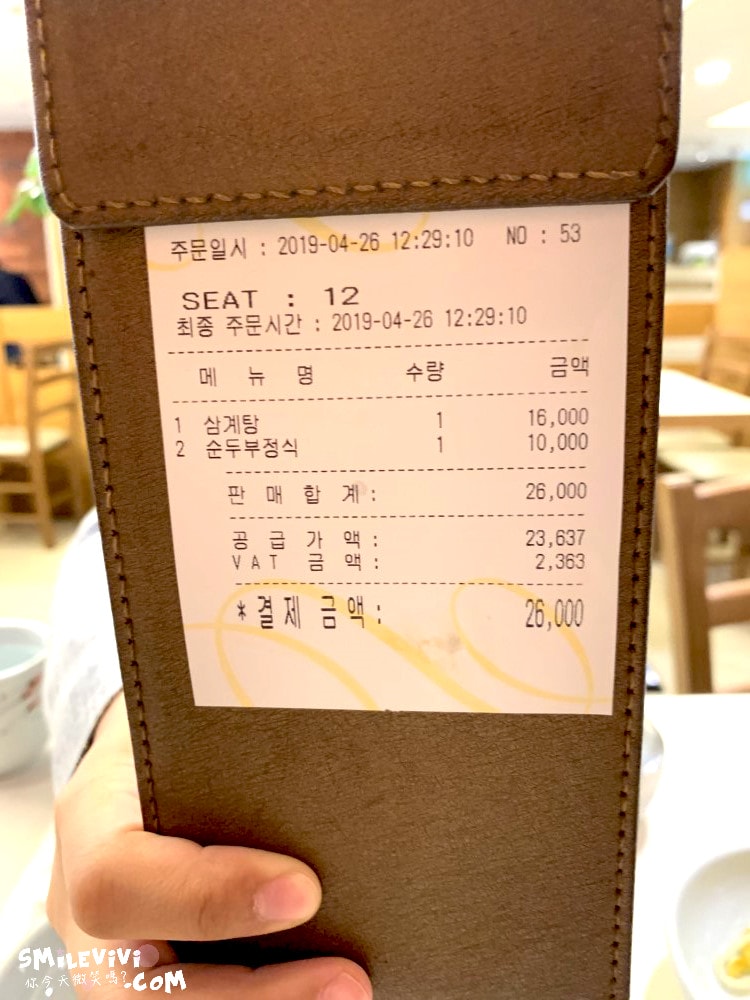 주문일시 : 2019-04-26 12:29:10 NO : 53
SEAT : 12
최종 주문시간 : 2019-04-26 12:29:10
메 뉴 명 수량 금액
1 삼계탕 1 16,000
2 순두부정식 1 10,000
판 매 합 계 : 26,000
공 급 가 액 : 23,637
VAT 금 액 : 2,363
*결제 금액 : 26,000
SMiLEViVi
你今天微笑嗎?.COM